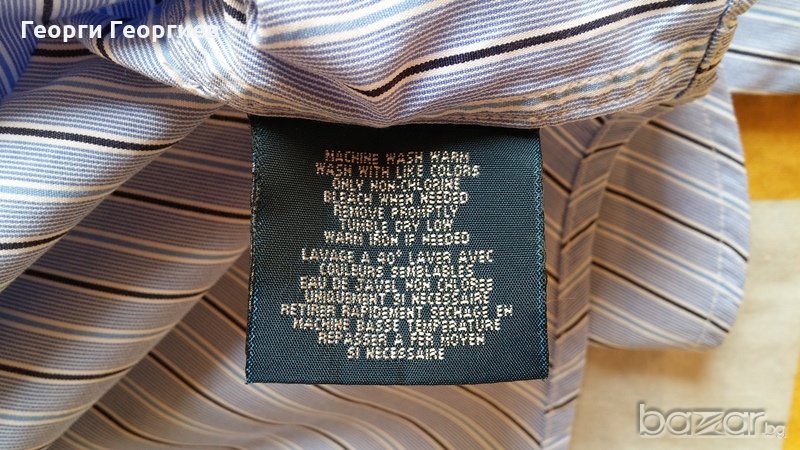 Георги Георгиев
MACHINE WASH WARM
WASH WITH LIKE COLORS
ONLY NON-CHLORINE
BLEACH WHEN NEEDED
REMOVE PROMPTLY
TUMBLE DRY LOW
WARM IRON IF NEEDED
LAVAGE A 40° LAVER AVEC
COULEURS SEMBLABLES
EAU DE JAVEL NON CHLOREE
UNIQUEMENT SI NECESSAIRE
RETIRER RAPIDEMENT SECHAGE EN
MACHINE BASSE TEMPERATURE
REPASSER A FER MOYEN
SI NECESSAIRE
bazar.bg